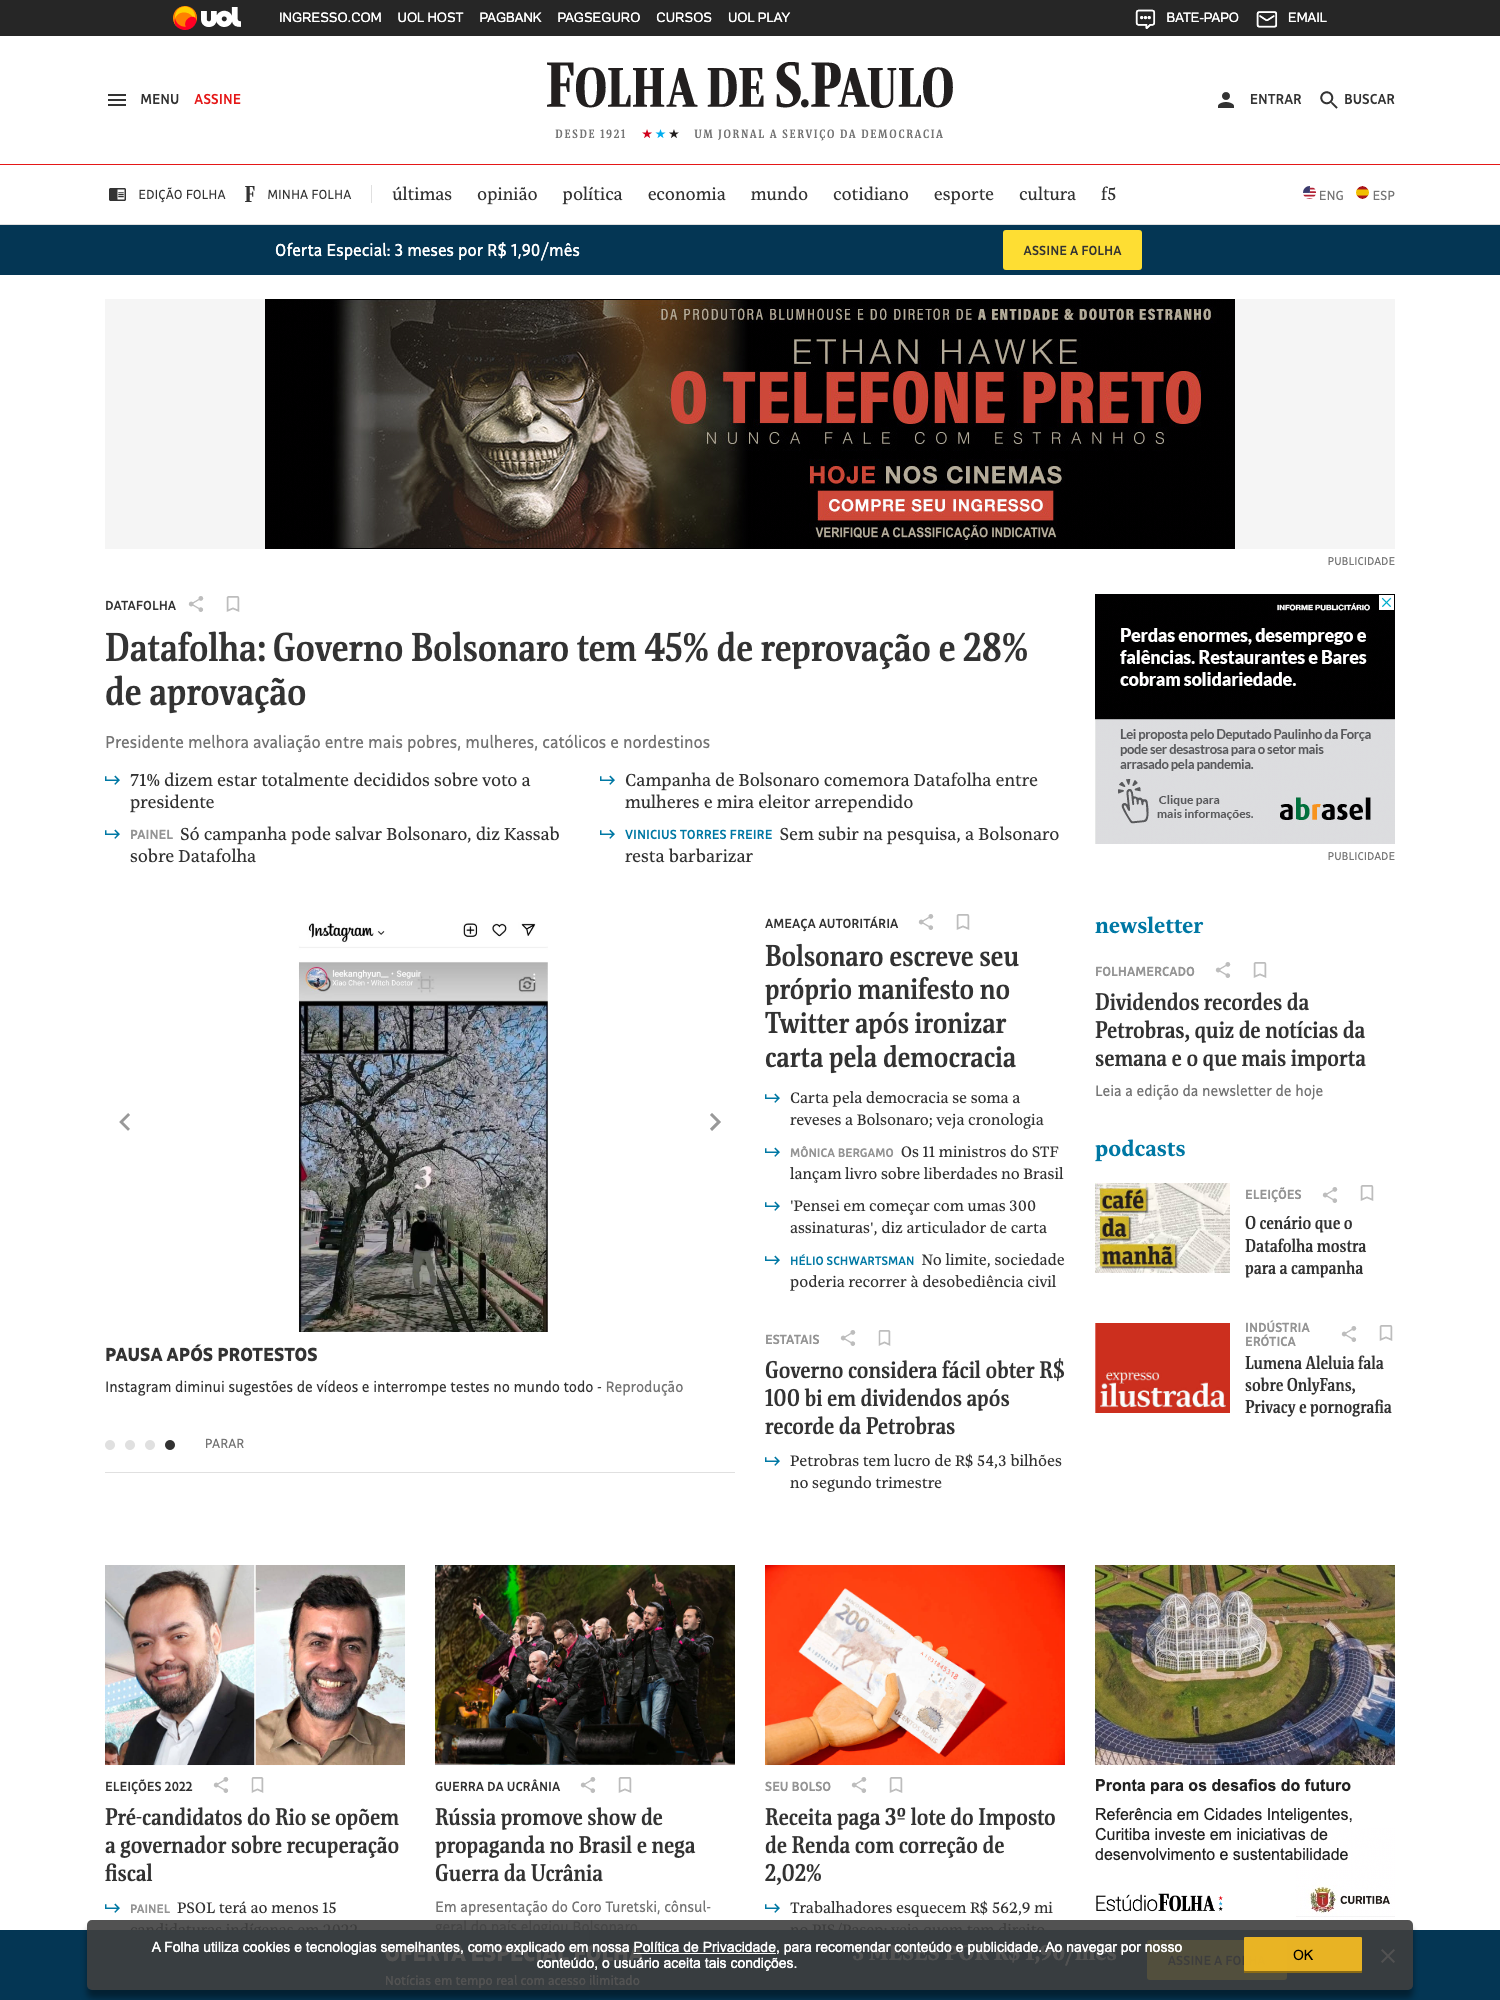 uol INGRESSO.COM UOL HOST PAGBANK PAGSEGURO CURSOS UOL PLAY BATE-PAPO EMAIL
MENU ASSINE FOLHA DE S.PAULO ENTRAR BUSCAR
DESDE 1921 ★★★ UM JORNAL A SERVIÇO DA DEMOCRACIA
EDIÇÃO FOLHA F MINHA FOLHA últimas opinião política economia mundo cotidiano esporte cultura f5 ENG ESP
Oferta Especial: 3 meses por R$ 1,90/mês ASSINE A FOLHA
DA PRODUTORA BLUMHOUSE E DO DIRETOR DE A ENTIDADE & DOUTOR ESTRANHO
ETHAN HAWKE
O TELEFONE PRETO
NUNCA FALE COM ESTRANHOS
HOJE NOS CINEMAS
COMPRE SEU INGRESSO
VERIFIQUE A CLASSIFICAÇÃO INDICATIVA
PUBLICIDADE
DATAFOLHA
Datafolha: Governo Bolsonaro tem 45% de reprovação e 28%
de aprovação
Presidente melhora avaliação entre mais pobres, mulheres, católicos e nordestinos
71% dizem estar totalmente decididos sobre voto a
presidente
PAINEL Só campanha pode salvar Bolsonaro, diz Kassab
sobre Datafolha
Campanha de Bolsonaro comemora Datafolha entre
mulheres e mira eleitor arrependido
VINICIUS TORRES FREIRE Sem subir na pesquisa, a Bolsonaro
resta barbarizar
INFORME PUBLICITÁRIO
Perdas enormes, desemprego e
falências. Restaurantes e Bares
cobram solidariedade.
Lei proposta pelo Deputado Paulinho da Força
pode ser desastrosa para o setor mais
arrasado pela pandemia.
Clique para
mais informações.
abrasel
PUBLICIDADE
Instagram
leekanghyun__ • Seguir
Xiao Chen • Witch Doctor
3
PAUSA APÓS PROTESTOS
Instagram diminui sugestões de vídeos e interrompe testes no mundo todo - Reprodução
PARAR
AMEAÇA AUTORITÁRIA
Bolsonaro escreve seu
próprio manifesto no
Twitter após ironizar
carta pela democracia
Carta pela democracia se soma a
reveses a Bolsonaro; veja cronologia
MÔNICA BERGAMO Os 11 ministros do STF
lançam livro sobre liberdades no Brasil
'Pensei em começar com umas 300
assinaturas', diz articulador de carta
HÉLIO SCHWARTSMAN No limite, sociedade
poderia recorrer à desobediência civil
ESTATAIS
Governo considera fácil obter R$
100 bi em dividendos após
recorde da Petrobras
Petrobras tem lucro de R$ 54,3 bilhões
no segundo trimestre
newsletter
FOLHAMERCADO
Dividendos recordes da
Petrobras, quiz de notícias da
semana e o que mais importa
Leia a edição da newsletter de hoje
podcasts
café
da
manhã
ELEIÇÕES
O cenário que o
Datafolha mostra
para a campanha
expresso
ilustrada
INDÚSTRIA
ERÓTICA
Lumena Aleluia fala
sobre OnlyFans,
Privacy e pornografia
ELEIÇÕES 2022
Pré-candidatos do Rio se opõem
a governador sobre recuperação
fiscal
PAINEL PSOL terá ao menos 15
candidaturas indígenas em 2022
GUERRA DA UCRÂNIA
Rússia promove show de
propaganda no Brasil e nega
Guerra da Ucrânia
Em apresentação do Coro Turetski, cônsul-
geral do país elogiou Bolsonaro
200
SEU BOLSO
Receita paga 3º lote do Imposto
de Renda com correção de
2,02%
Trabalhadores esquecem R$ 562,9 mi
no PIS/Pasep; veja quem tem direito
Pronta para os desafios do futuro
Referência em Cidades Inteligentes,
Curitiba investe em iniciativas de
desenvolvimento e sustentabilidade
EstúdioFOLHA CURITIBA
A Folha utiliza cookies e tecnologias semelhantes, como explicado em nossa Política de Privacidade, para recomendar conteúdo e publicidade. Ao navegar por nosso
conteúdo, o usuário aceita tais condições.
OK
ASSINE A FO
Notícias em tempo real com acesso ilimitado